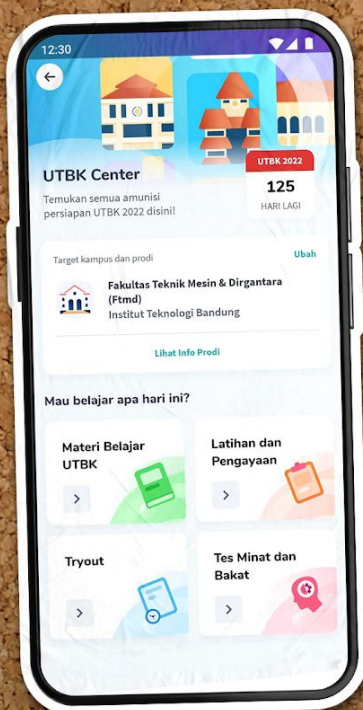 12:30
UTBK Center
Temukan semua amunisi
persiapan UTBK 2022 disini!
UTBK 2022
125
HARI LAGI
Target kampus dan prodi
Ubah
Fakultas Teknik Mesin & Dirgantara
(Ftmd)
Institut Teknologi Bandung
Lihat Info Prodi
Mau belajar apa hari ini?
Materi Belajar
UTBK
Latihan dan
Pengayaan
Tryout
Tes Minat dan
Bakat